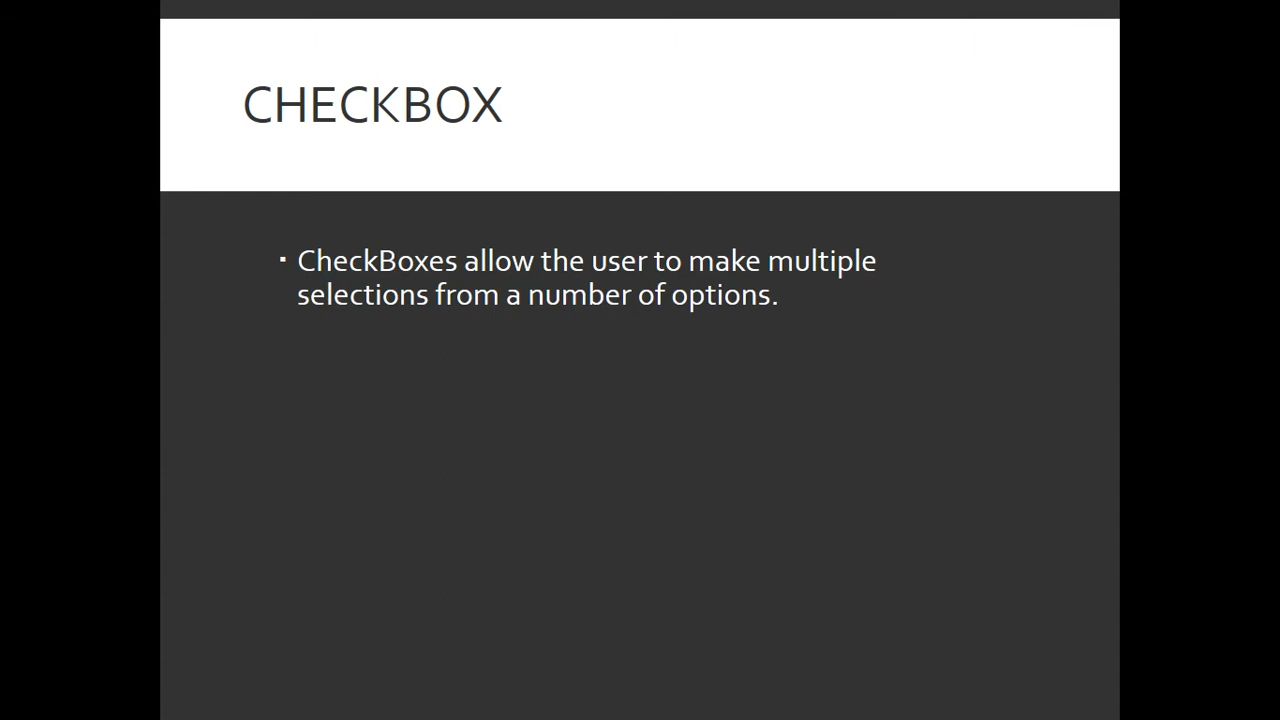 CHECKBOX
▪ CheckBoxes allow the user to make multiple
selections from a number of options.